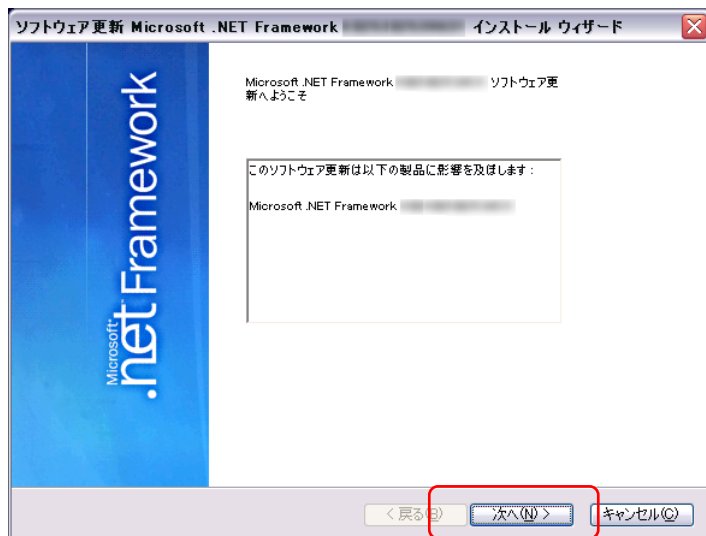 ソフトウェア更新 Microsoft .NET Framework インストール ウィザード
Microsoft .NET Framework ソフトウェア更
新へようこそ
このソフトウェア更新は以下の製品に影響を及ぼします :
Microsoft .NET Framework
Microsoft
.net Framework
< 戻る(B)
次へ(N) >
キャンセル(C)